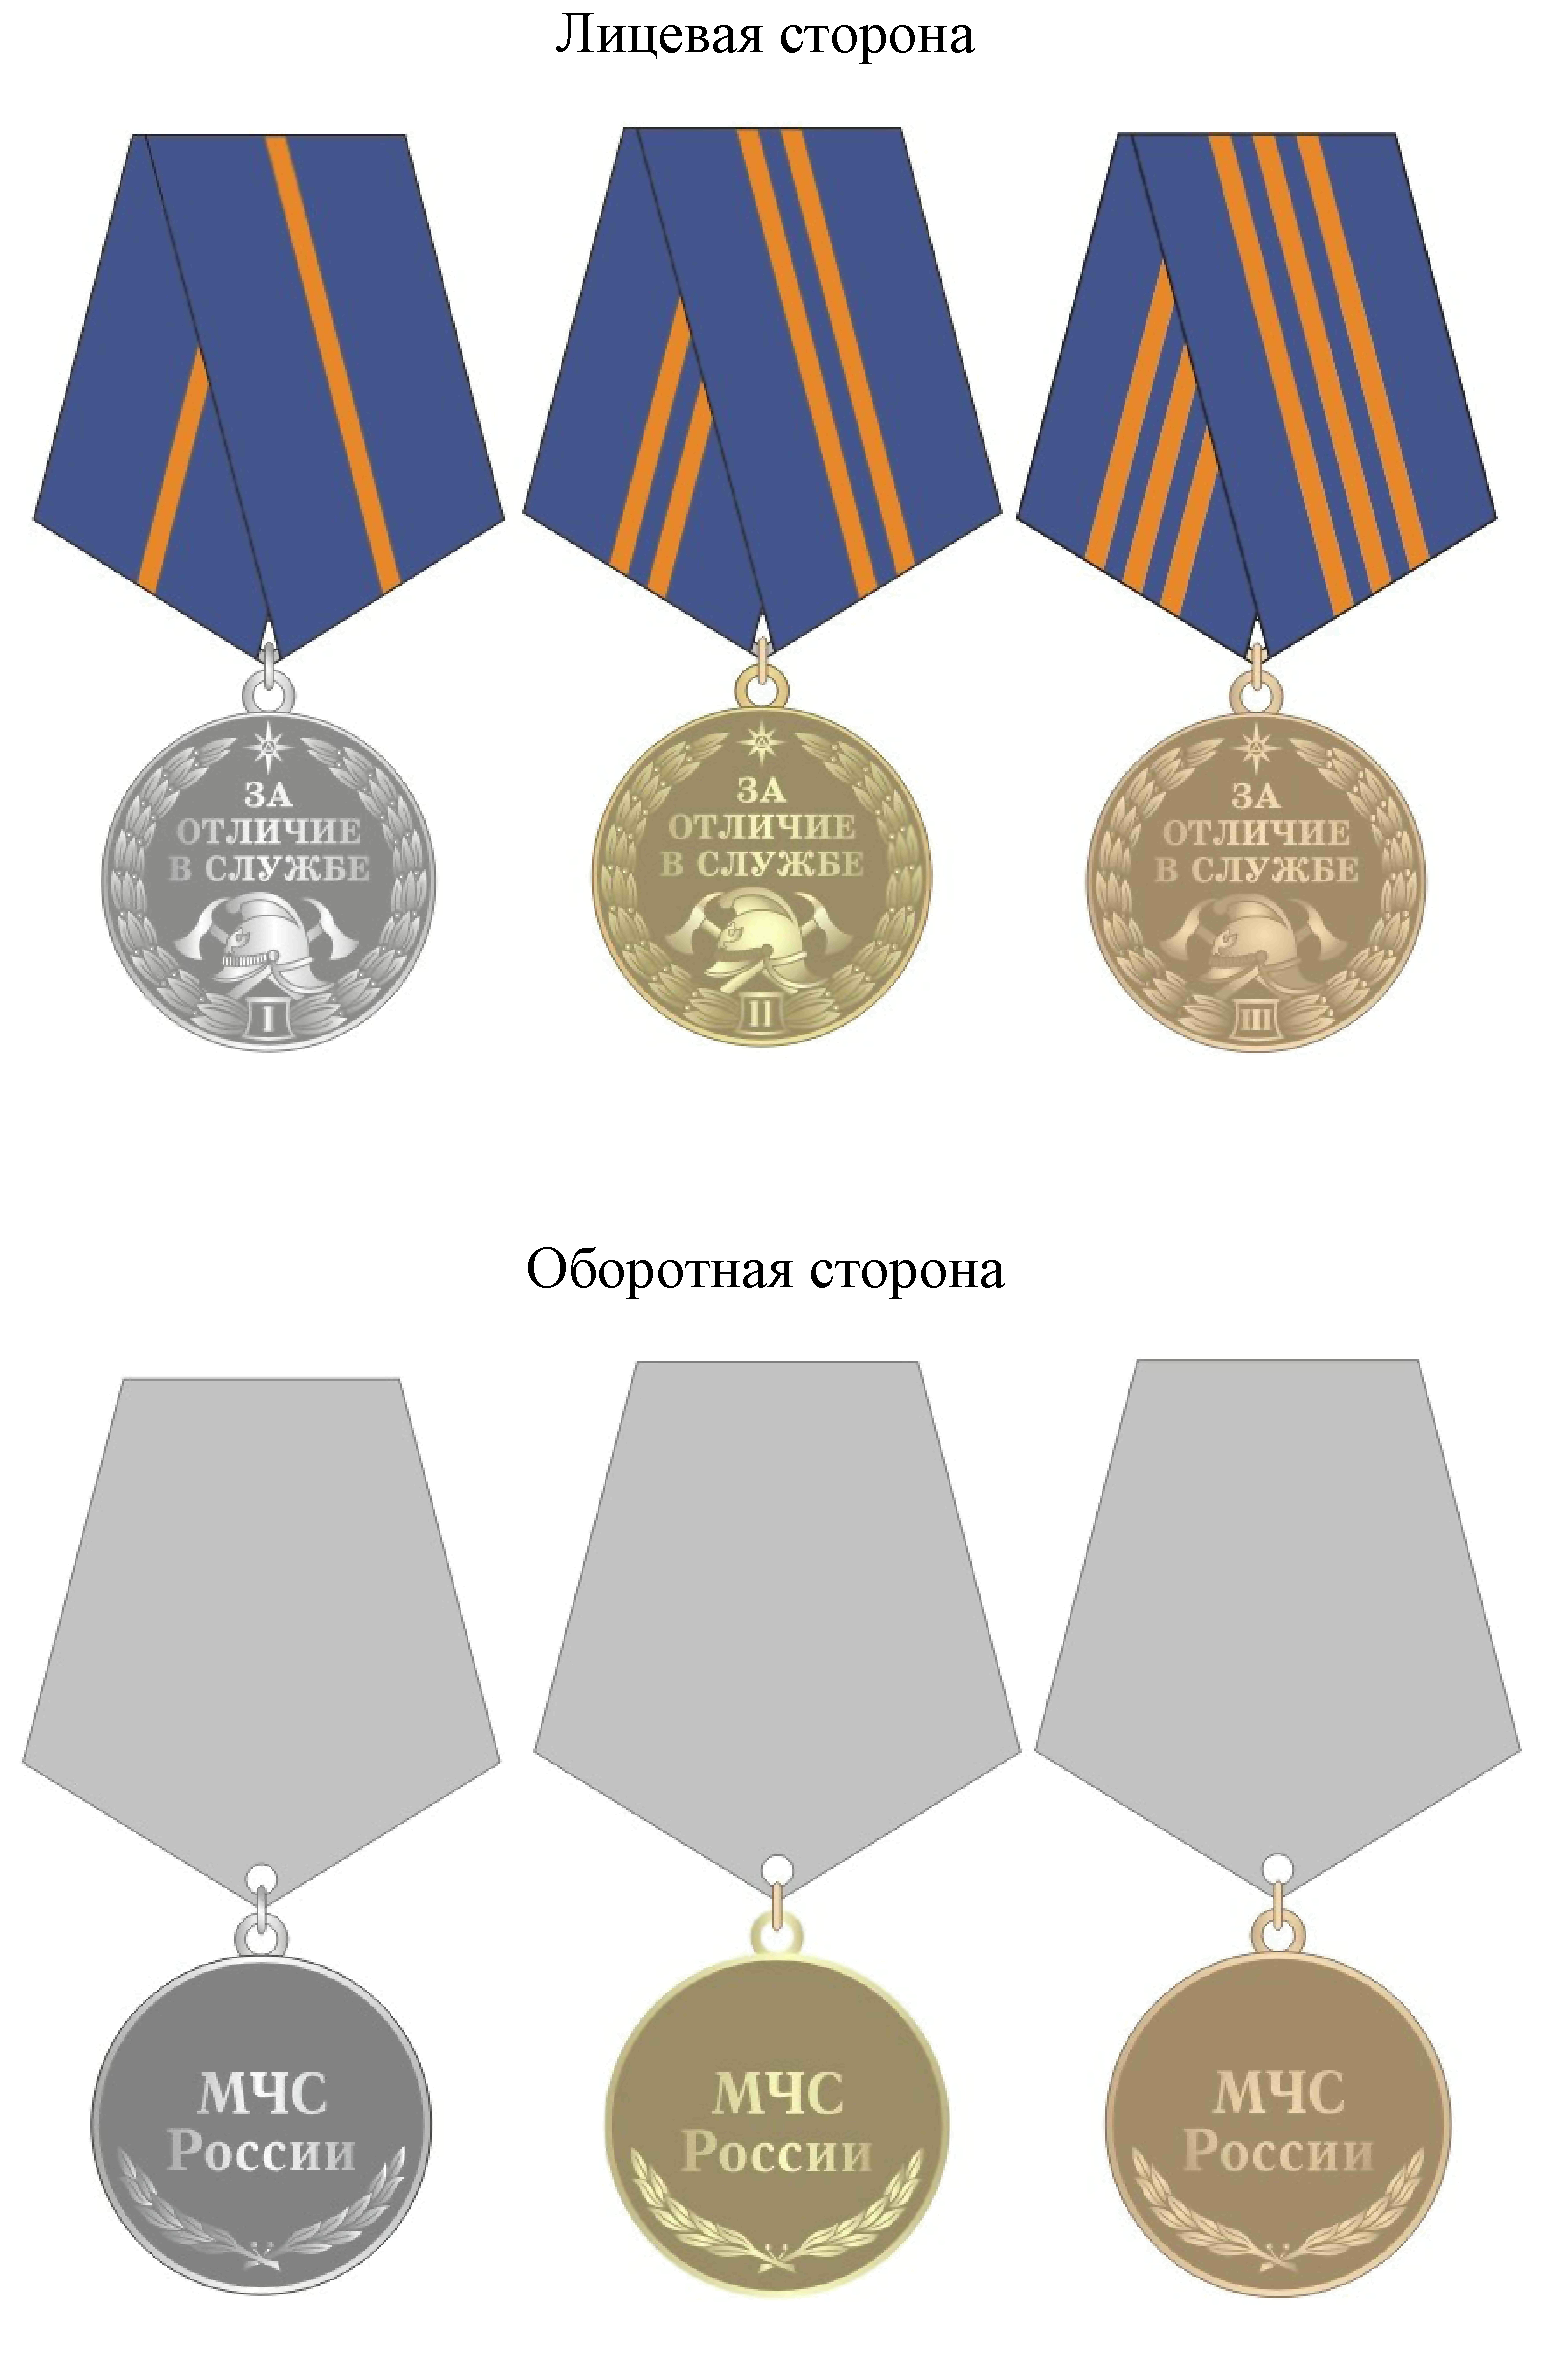 Лицевая сторона
ЗА
ОТЛИЧИЕ
В СЛУЖБЕ
I
ЗА
ОТЛИЧИЕ
В СЛУЖБЕ
II
ЗА
ОТЛИЧИЕ
В СЛУЖБЕ
III
Оборотная сторона
МЧС
России
МЧС
России
МЧС
России